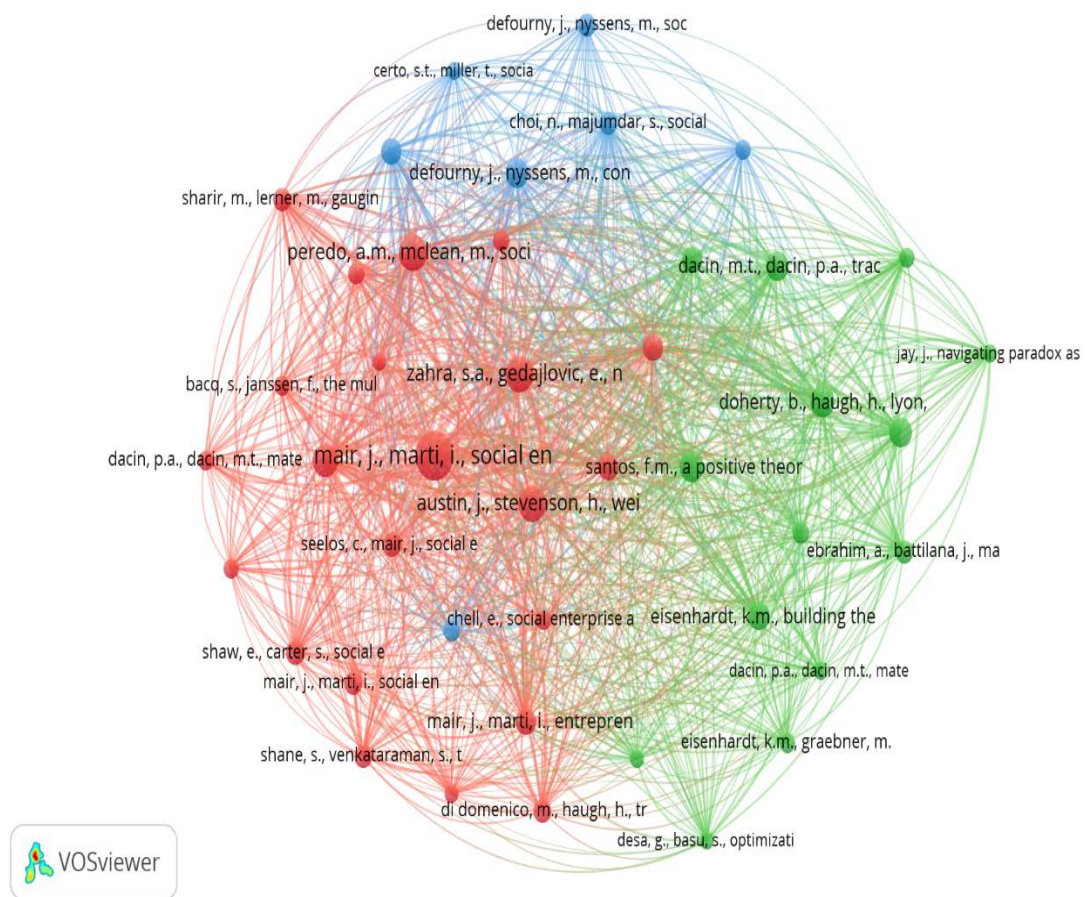 defourny, j., nyssens, m., soc
certo, s.t., miller, t., socia
choi, n., majumdar, s., social
defourny, j., nyssens, m., con
sharir, m., lerner, m., gaugin
peredo, a.m., mclean, m., soci
dacin, m.t., dacin, p.a., trac
jay, j., navigating paradox as
zahra, s.a., gedajlovic, e., n
bacq, s., janssen, f., the mul
doherty, b., haugh, h., lyon,
mair, j., marti, i., social en
dacin, p.a., dacin, m.t., mate
santos, f.m., a positive theor
austin, j., stevenson, h., wei
seelos, c., mair, j., social e
ebrahim, a., battilana, j., ma
chell, e., social enterprise a
eisenhardt, k.m., building the
shaw, e., carter, s., social e
dacin, p.a., dacin, m.t., mate
mair, j., marti, i., social en
mair, j., marti, i., entrepren
eisenhardt, k.m., graebner, m.
shane, s., venkataraman, s., t
di domenico, m., haugh, h., tr
desa, g., basu, s., optimizati
VOSviewer